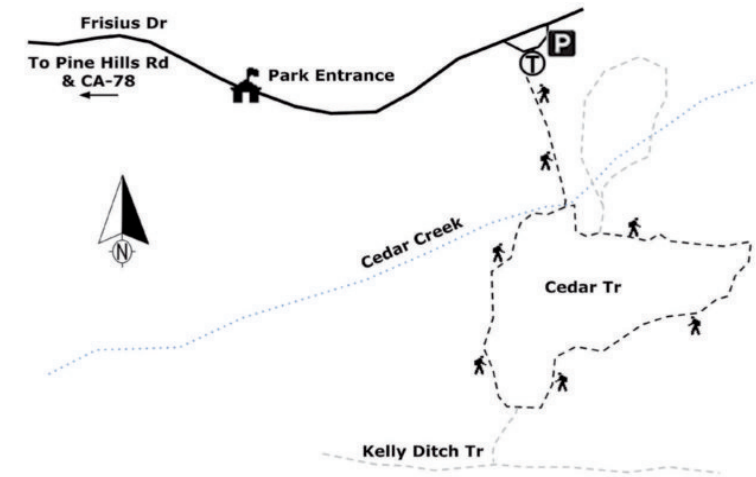 Frisius Dr
P
To Pine Hills Rd
& CA-78
Park Entrance
T
N
Cedar Creek
Cedar Tr
Kelly Ditch Tr